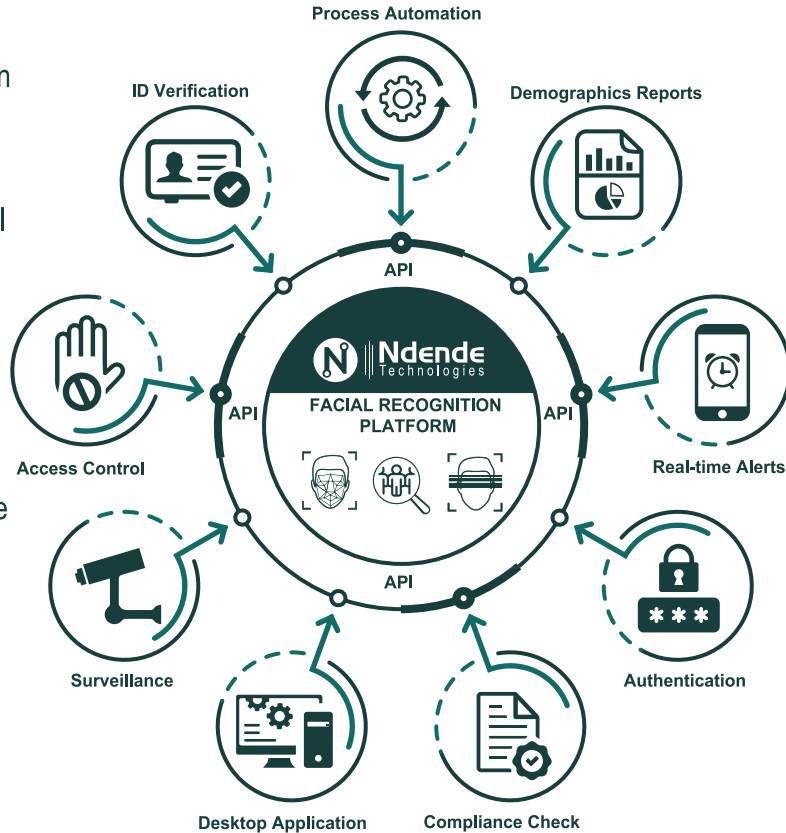 Process Automation
ID Verification
Demographics Reports
API
N Ndende
Technologies
FACIAL RECOGNITION
PLATFORM
API
API
Access Control
Real-time Alerts
Surveillance
API
***
Authentication
Desktop Application
Compliance Check